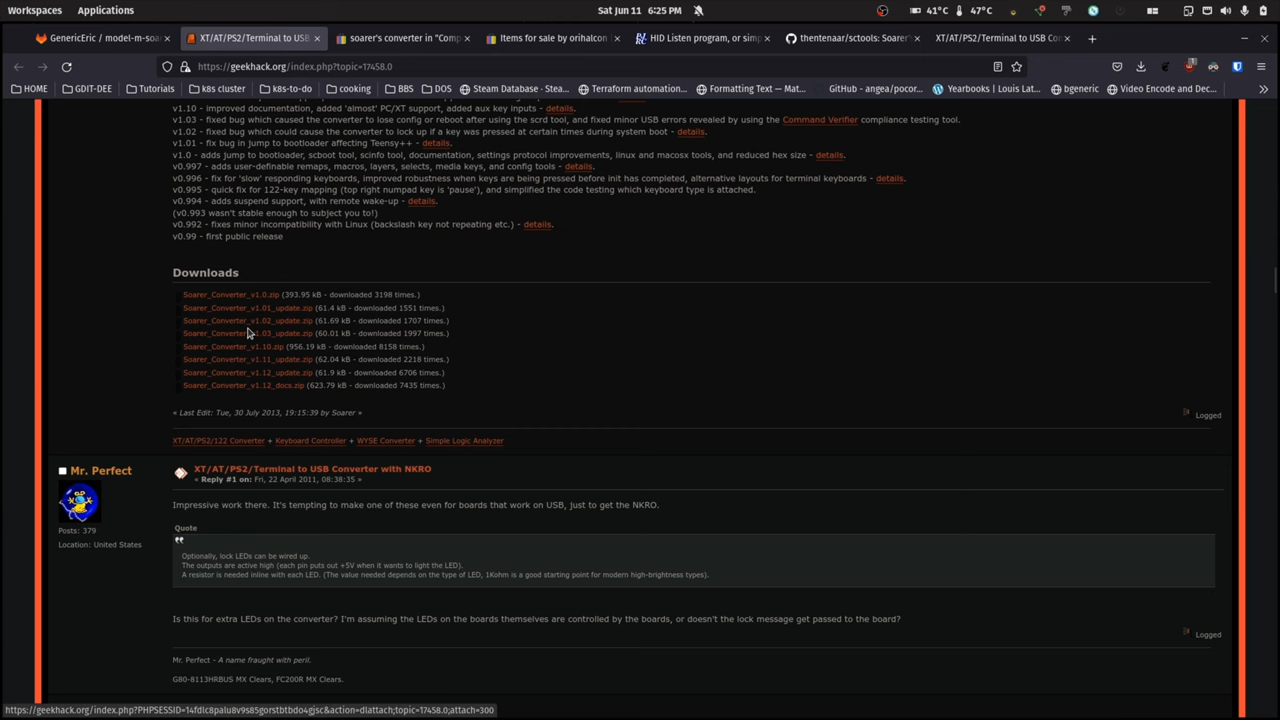 Workspaces Applications Sat Jun 11 6:25 PM 41°C 47°C
GenericEric / model-m-soa XT/AT/PS2/Terminal to USB × soarer's converter in "Comp × Items for sale by orihalcon × HID Listen program, or simp × thentenaar/sctools: Soarer' × XT/AT/PS2/Terminal to USB Con ×
https://geekhack.org/index.php?topic=17458.0
HOME GDIT-DEE Tutorials k8s cluster k8s-to-do cooking BBS DOS Steam Database - Stea... Terraform automation... Formatting Text — Mat... GitHub - angea/pocor... Yearbooks | Louis Lat... bgeneric Video Encode and Dec...
v1.10 - improved documentation, added 'almost' PC/XT support, added aux key inputs - details.
v1.03 - fixed bug which caused the converter to lose config or reboot after using the scrd tool, and fixed minor USB errors revealed by using the Command Verifier compliance testing tool.
v1.02 - fixed bug which could cause the converter to lock up if a key was pressed at certain times during system boot - details.
v1.01 - fix bug in jump to bootloader affecting Teensy++ - details.
v1.0 - adds jump to bootloader, scboot tool, scinfo tool, documentation, settings protocol improvements, linux and macosx tools, and reduced hex size - details.
v0.997 - adds user-definable remaps, macros, layers, selects, media keys, and config tools - details.
v0.996 - fix for 'slow' responding keyboards, improved robustness when keys are being pressed before init has completed, alternative layouts for terminal keyboards - details.
v0.995 - quick fix for 122-key mapping (top right numpad key is 'pause'), and simplified the code testing which keyboard type is attached.
v0.994 - adds suspend support, with remote wake-up - details.
(v0.993 wasn't stable enough to subject you to!)
v0.992 - fixes minor incompatibility with Linux (backslash key not repeating etc.) - details.
v0.99 - first public release
Downloads
Soarer_Converter_v1.0.zip (393.95 kB - downloaded 3198 times.)
Soarer_Converter_v1.01_update.zip (61.4 kB - downloaded 1551 times.)
Soarer_Converter_v1.02_update.zip (61.69 kB - downloaded 1707 times.)
Soarer_Converter_v1.03_update.zip (60.01 kB - downloaded 1997 times.)
Soarer_Converter_v1.10.zip (956.19 kB - downloaded 8158 times.)
Soarer_Converter_v1.11_update.zip (62.04 kB - downloaded 2218 times.)
Soarer_Converter_v1.12_update.zip (61.9 kB - downloaded 6706 times.)
Soarer_Converter_v1.12_docs.zip (623.79 kB - downloaded 7435 times.)
« Last Edit: Tue, 30 July 2013, 19:15:39 by Soarer »
Logged
XT/AT/PS2/122 Converter + Keyboard Controller + WYSE Converter + Simple Logic Analyzer
Mr. Perfect
Posts: 379
Location: United States
XT/AT/PS2/Terminal to USB Converter with NKRO
« Reply #1 on: Fri, 22 April 2011, 08:38:35 »
Impressive work there. It's tempting to make one of these even for boards that work on USB, just to get the NKRO.
Quote
Optionally, lock LEDs can be wired up.
The outputs are active high (each pin puts out +5V when it wants to light the LED).
A resistor is needed inline with each LED. (The value needed depends on the type of LED, 1Kohm is a good starting point for modern high-brightness types).
Is this for extra LEDs on the converter? I'm assuming the LEDs on the boards themselves are controlled by the boards, or doesn't the lock message get passed to the board?
Logged
Mr. Perfect - A name fraught with peril.
G80-8113HRBUS MX Clears, FC200R MX Clears.
https://geekhack.org/index.php?PHPSESSID=14fdlc8palu8v9s85gorstbtbdo4gjsc&action=dlattach;topic=17458.0;attach=300